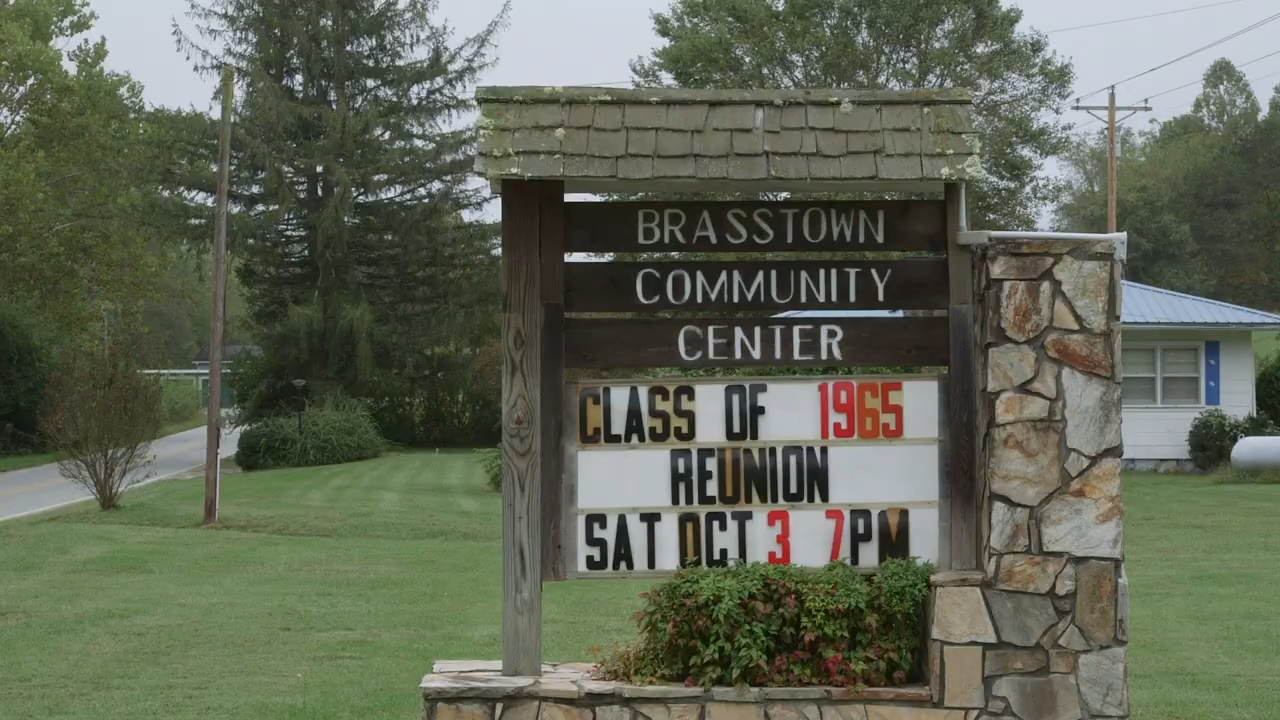 BRASSTOWN
COMMUNITY
CENTER
CLASS OF 1965
REUNION
SAT OCT 3 7PM